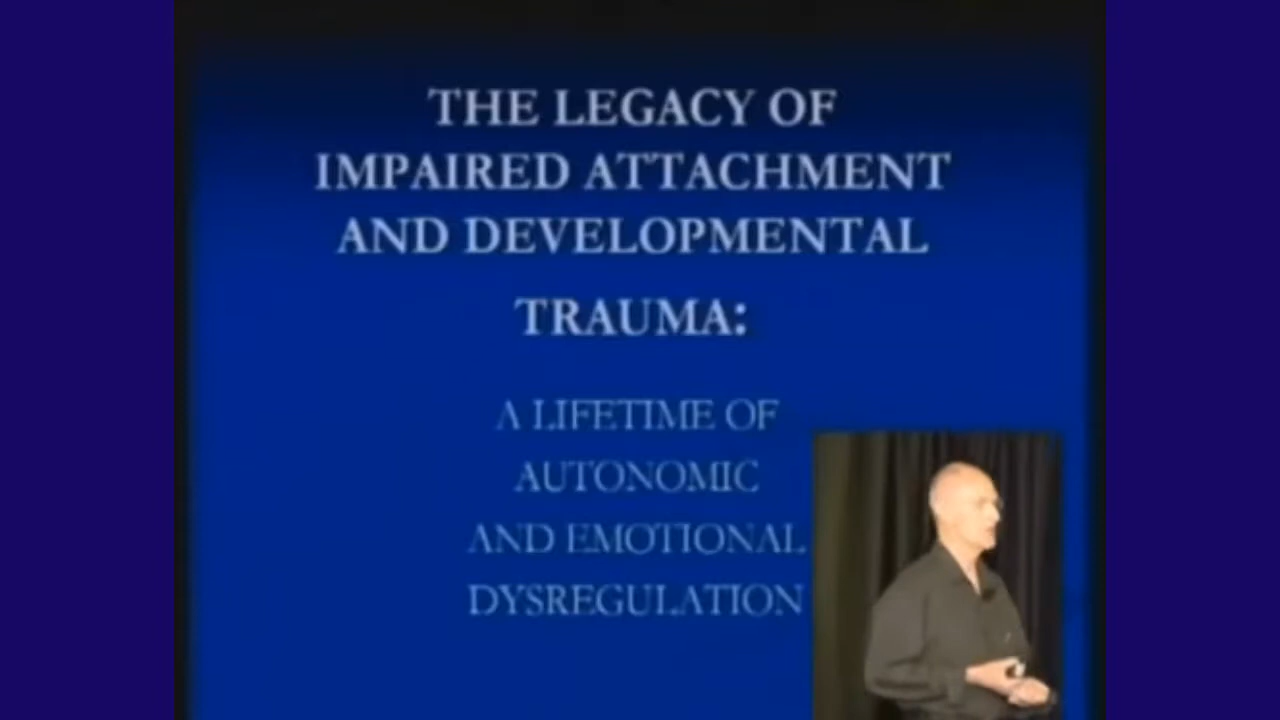 THE LEGACY OF
IMPAIRED ATTACHMENT
AND DEVELOPMENTAL
TRAUMA:
A LIFETIME OF
AUTONOMIC
AND EMOTIONAL
DYSREGULATION